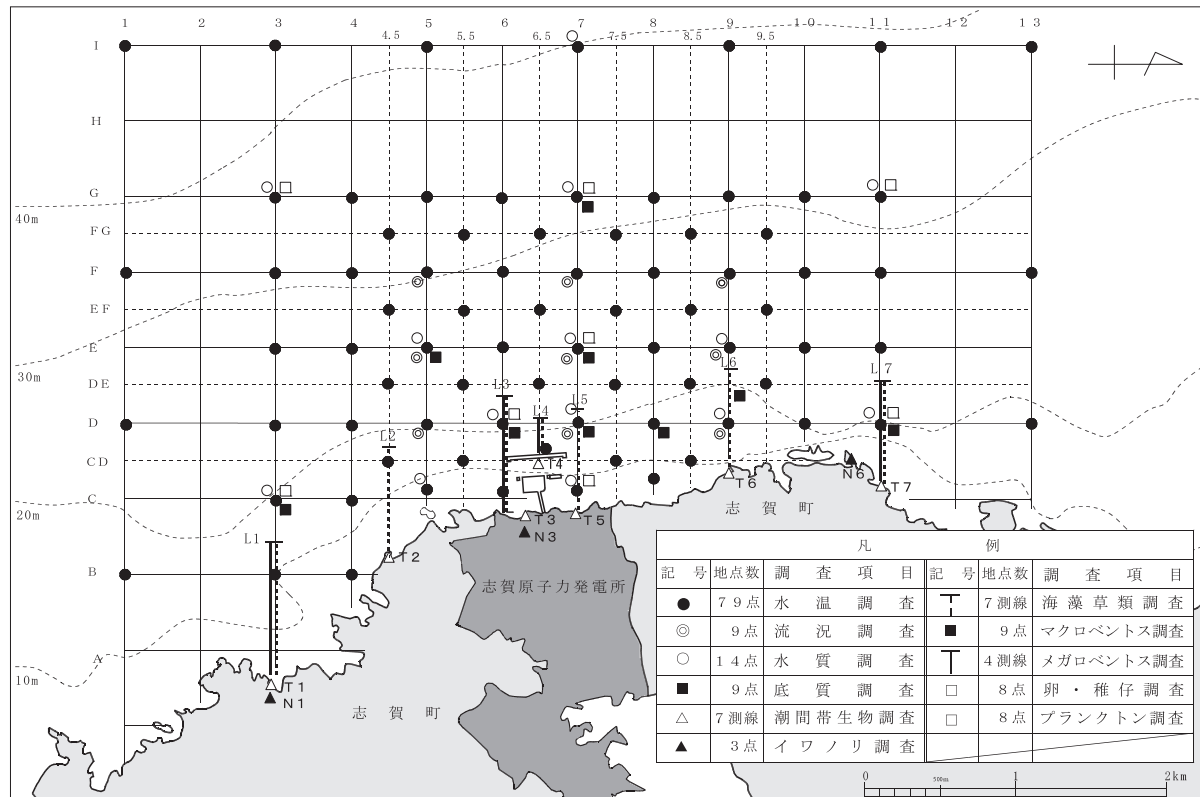 1 2 3 4 5 6 7 8 9 10 11 12 13
4.5 5.5 6.5 7.5 8.5 9.5
I
H
G
40m
FG
F
EF
E
30m
DE
D
CD
C
20m
B
A
10m
L1
L2
L3
L4
L5
L6
L7
T1
N1
T2
T3
N3
T4
T5
T6
N6
T7
志賀町
志賀原子力発電所
志賀町
凡例
記号 地点数 調査項目 記号 地点数 調査項目
● 79点 水温調査 7測線 海藻草類調査
◎ 9点 流況調査 ■ 9点 マクロベントス調査
○ 14点 水質調査 4測線 メガロベントス調査
■ 9点 底質調査 □ 8点 卵・稚仔調査
△ 7測線 潮間帯生物調査 □ 8点 プランクトン調査
▲ 3点 イワノリ調査
0 500m 1 2km